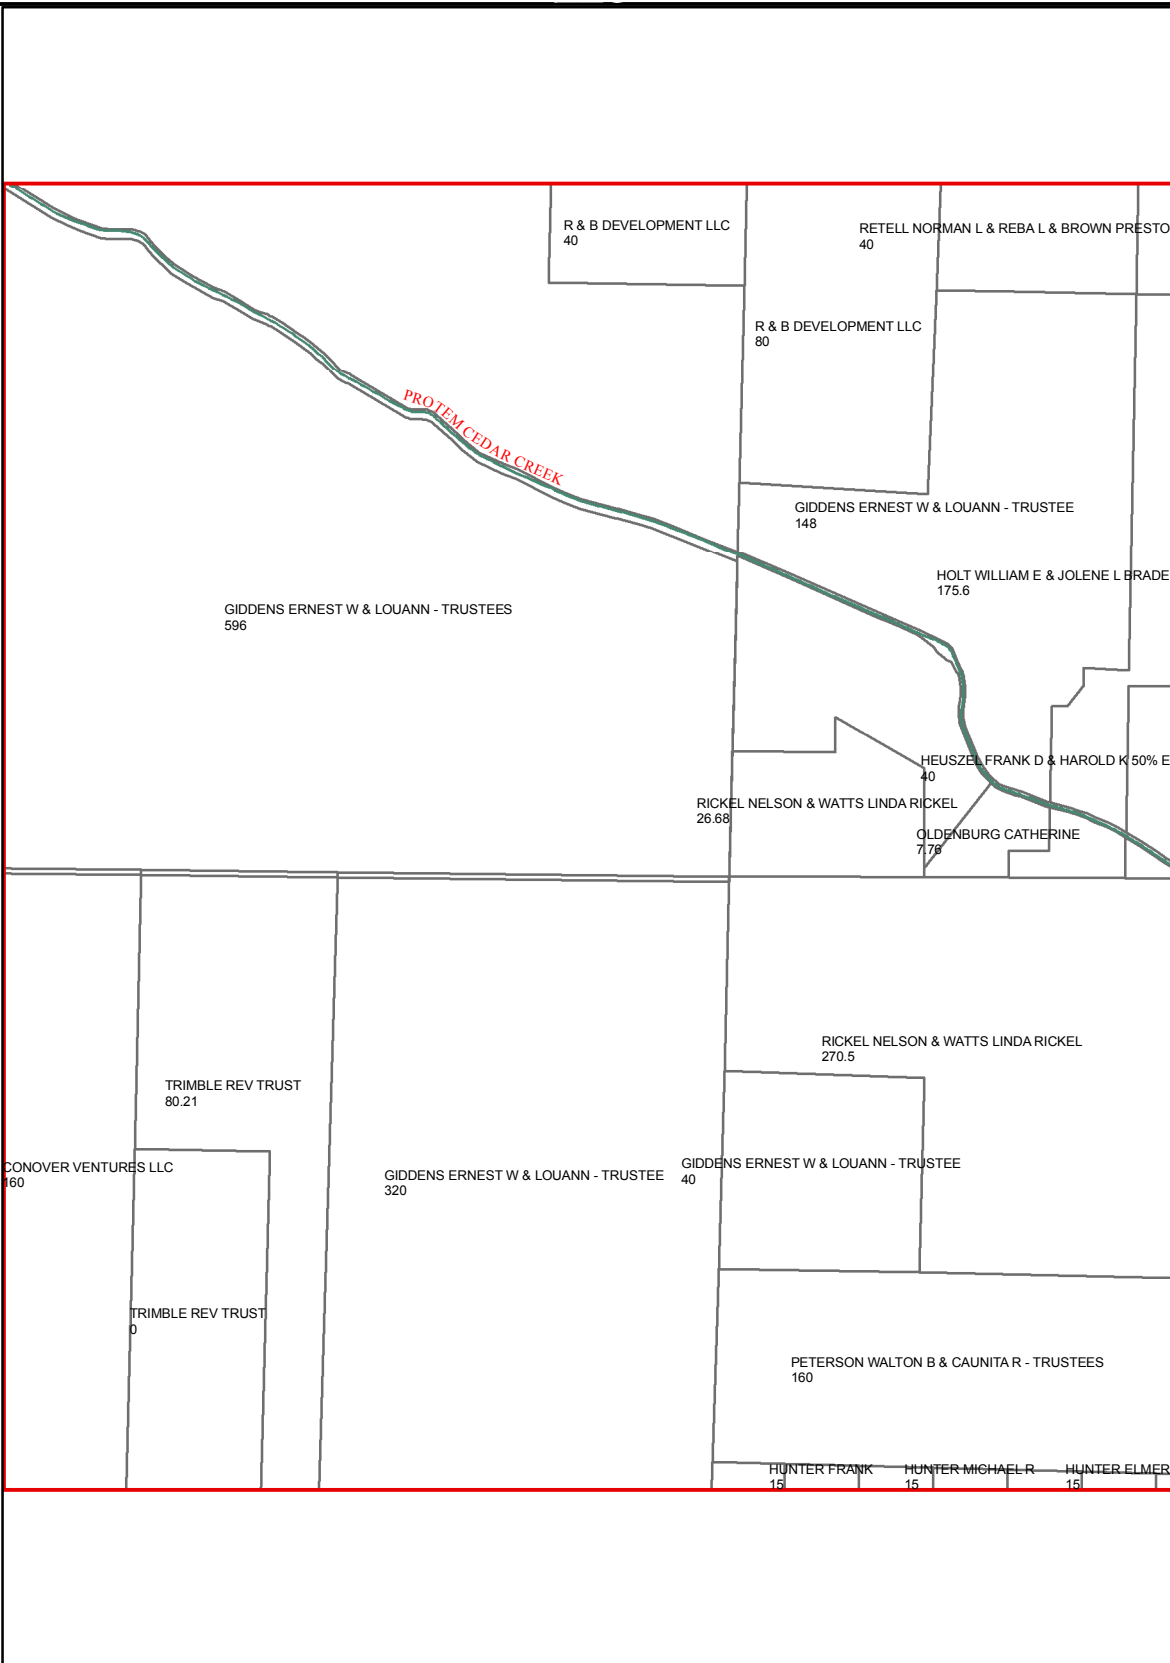 R & B DEVELOPMENT LLC
40
RETELL NORMAN L & REBA L & BROWN PRESTO
40
R & B DEVELOPMENT LLC
80
PROTEM CEDAR CREEK
GIDDENS ERNEST W & LOUANN - TRUSTEE
148
HOLT WILLIAM E & JOLENE L BRADE
175.6
GIDDENS ERNEST W & LOUANN - TRUSTEES
596
HEUSZEL FRANK D & HAROLD K 50% E
40
RICKEL NELSON & WATTS LINDA RICKEL
26.68
OLDENBURG CATHERINE
7.76
RICKEL NELSON & WATTS LINDA RICKEL
270.5
TRIMBLE REV TRUST
80.21
CONOVER VENTURES LLC
160
GIDDENS ERNEST W & LOUANN - TRUSTEE
320
GIDDENS ERNEST W & LOUANN - TRUSTEE
40
TRIMBLE REV TRUST
0
PETERSON WALTON B & CAUNITA R - TRUSTEES
160
HUNTER FRANK
15
HUNTER MICHAEL R
15
HUNTER ELMER
15